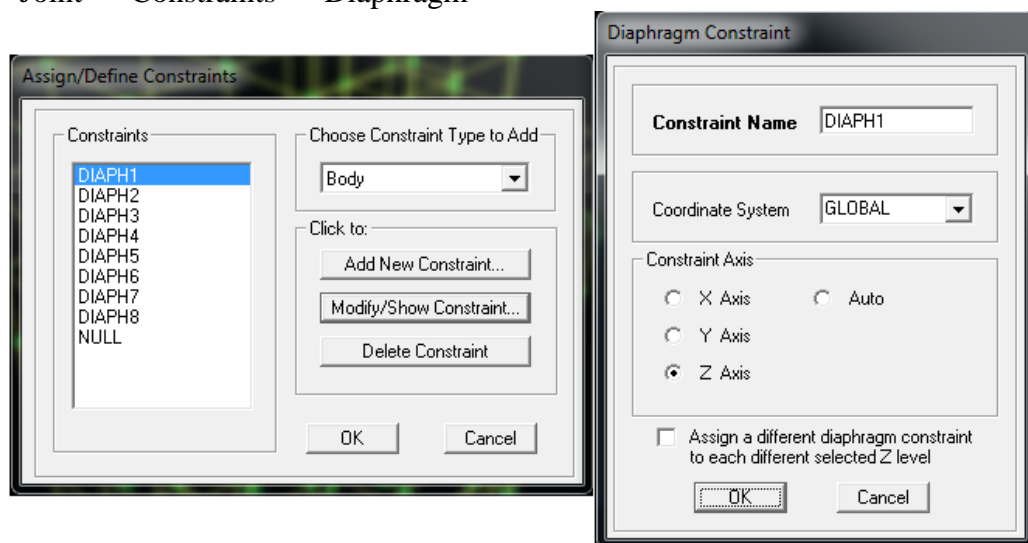 Joint Constraints Diaphragm
Assign/Define Constraints
Constraints
DIAPH1
DIAPH2
DIAPH3
DIAPH4
DIAPH5
DIAPH6
DIAPH7
DIAPH8
NULL
Choose Constraint Type to Add
Body
Click to:
Add New Constraint...
Modify/Show Constraint...
Delete Constraint
OK
Cancel
Diaphragm Constraint
Constraint Name DIAPH1
Coordinate System GLOBAL
Constraint Axis
X Axis Auto
Y Axis
Z Axis
Assign a different diaphragm constraint
to each different selected Z level
OK Cancel